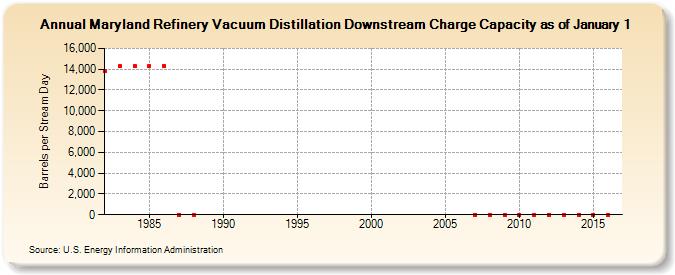 Annual Maryland Refinery Vacuum Distillation Downstream Charge Capacity as of January 1
Barrels per Stream Day
16,000
14,000
12,000
10,000
8,000
6,000
4,000
2,000
0
1985 1990 1995 2000 2005 2010 2015
Source: U.S. Energy Information Administration